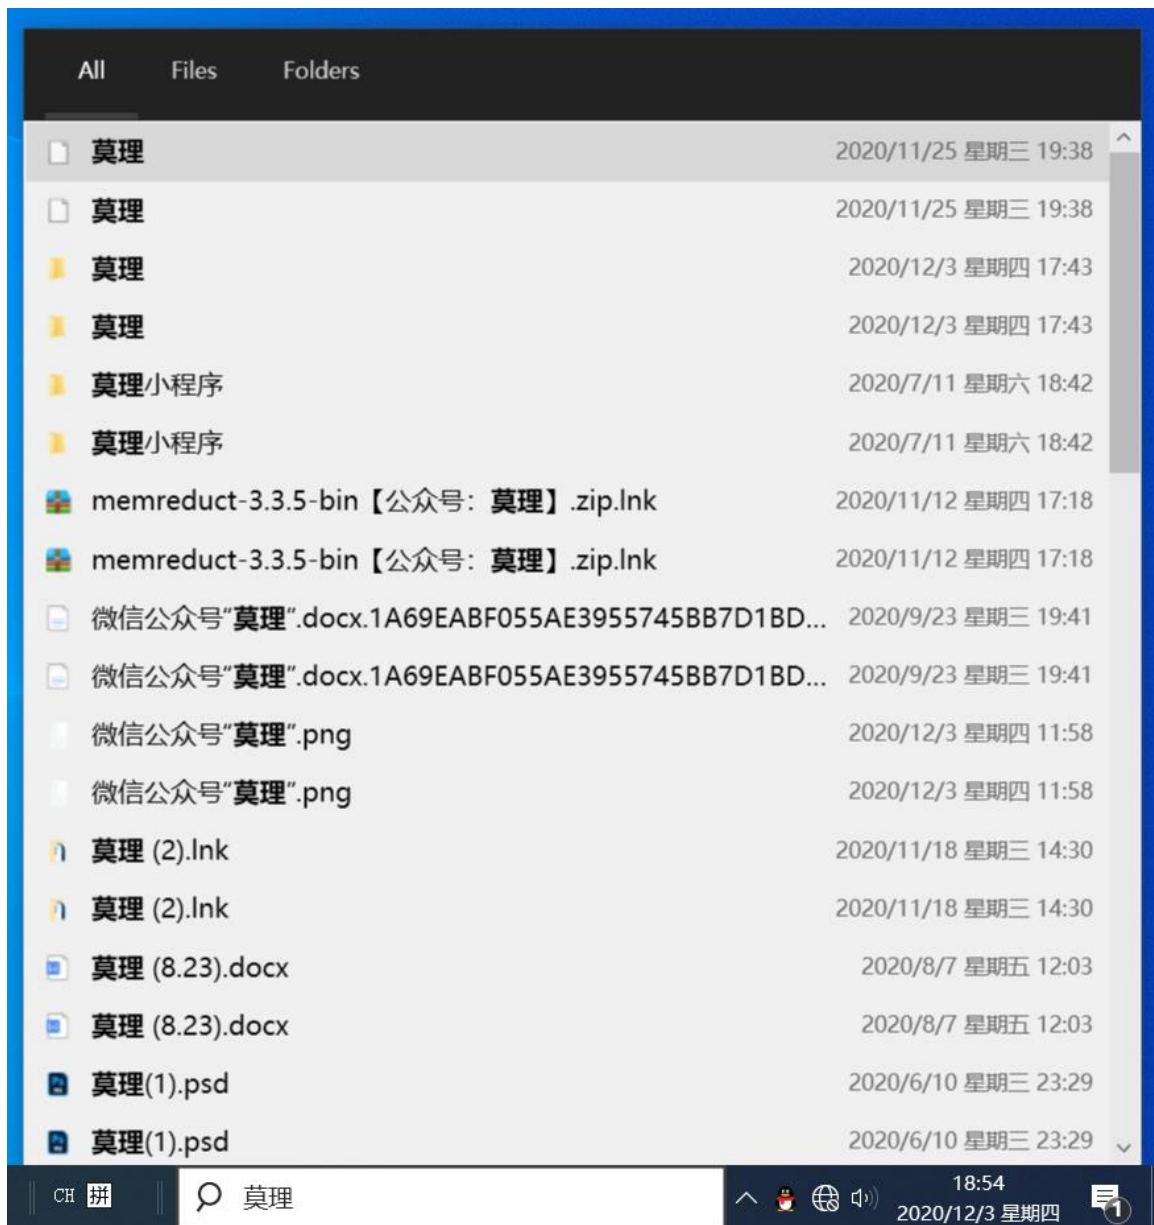 All Files Folders
莫理 2020/11/25 星期三 19:38
莫理 2020/11/25 星期三 19:38
莫理 2020/12/3 星期四 17:43
莫理 2020/12/3 星期四 17:43
莫理小程序 2020/7/11 星期六 18:42
莫理小程序 2020/7/11 星期六 18:42
memreduct-3.3.5-bin【公众号：莫理】.zip.lnk 2020/11/12 星期四 17:18
memreduct-3.3.5-bin【公众号：莫理】.zip.lnk 2020/11/12 星期四 17:18
微信公众号“莫理”.docx.1A69EABF055AE3955745BB7D1BD... 2020/9/23 星期三 19:41
微信公众号“莫理”.docx.1A69EABF055AE3955745BB7D1BD... 2020/9/23 星期三 19:41
微信公众号“莫理”.png 2020/12/3 星期四 11:58
微信公众号“莫理”.png 2020/12/3 星期四 11:58
莫理 (2).lnk 2020/11/18 星期三 14:30
莫理 (2).lnk 2020/11/18 星期三 14:30
莫理 (8.23).docx 2020/8/7 星期五 12:03
莫理 (8.23).docx 2020/8/7 星期五 12:03
莫理(1).psd 2020/6/10 星期三 23:29
莫理(1).psd 2020/6/10 星期三 23:29
CH 拼 莫理 18:54
2020/12/3 星期四 1